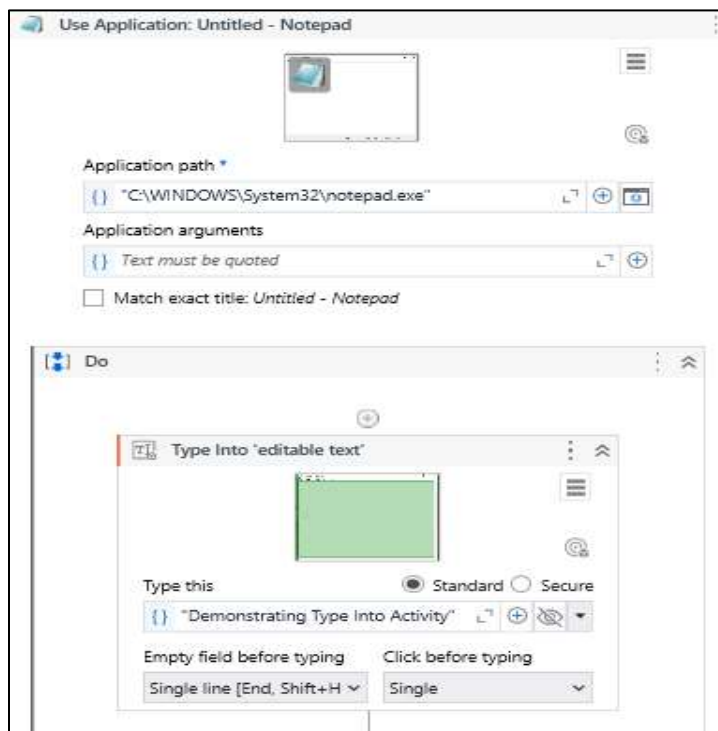 Use Application: Untitled - Notepad
Application path *
"C:\WINDOWS\System32\notepad.exe"
Application arguments
Text must be quoted
Match exact title: Untitled - Notepad
Do
Type Into 'editable text'
Type this Standard Secure
"Demonstrating Type Into Activity"
Empty field before typing Click before typing
Single line [End, Shift+H Single